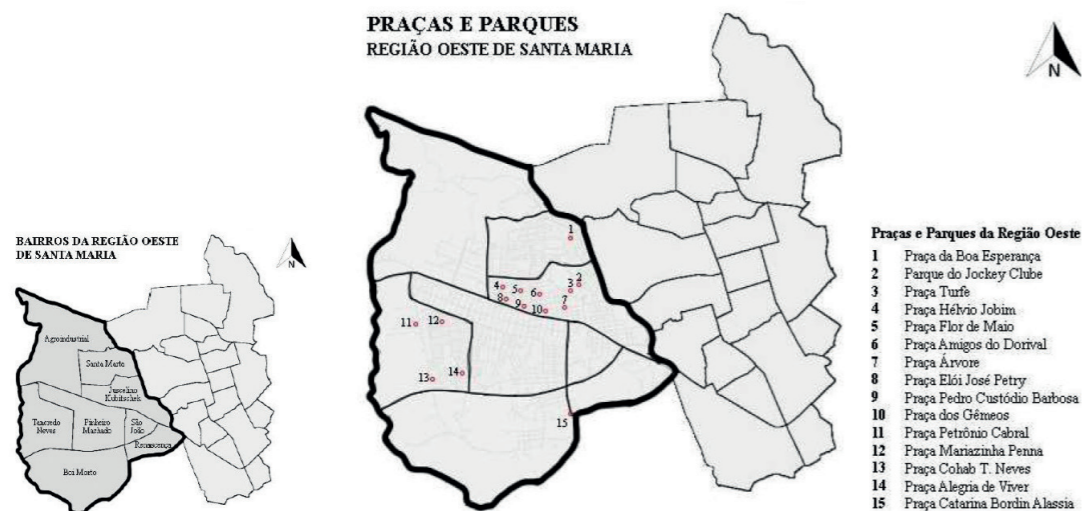 PRAÇAS E PARQUES
REGIÃO OESTE DE SANTA MARIA
N
BAIRROS DA REGIÃO OESTE
DE SANTA MARIA
N
Agroindustrial
Santa Marta
Juscelino
Kubitschek
Tancredo
Neves
Pinheiro
Machado
São
João
Renascença
Boi Morto
1
2
3
4
5
6
7
8
9
10
11
12
13
14
15
Praças e Parques da Região Oeste
1 Praça da Boa Esperança
2 Parque do Jockey Clube
3 Praça Turfe
4 Praça Hélvio Jobim
5 Praça Flor de Maio
6 Praça Amigos do Dorival
7 Praça Árvore
8 Praça Elói José Petry
9 Praça Pedro Custódio Barbosa
10 Praça dos Gêmeos
11 Praça Petrônio Cabral
12 Praça Mariazinha Penna
13 Praça Cohab T. Neves
14 Praça Alegria de Viver
15 Praça Catarina Bordin Alassia